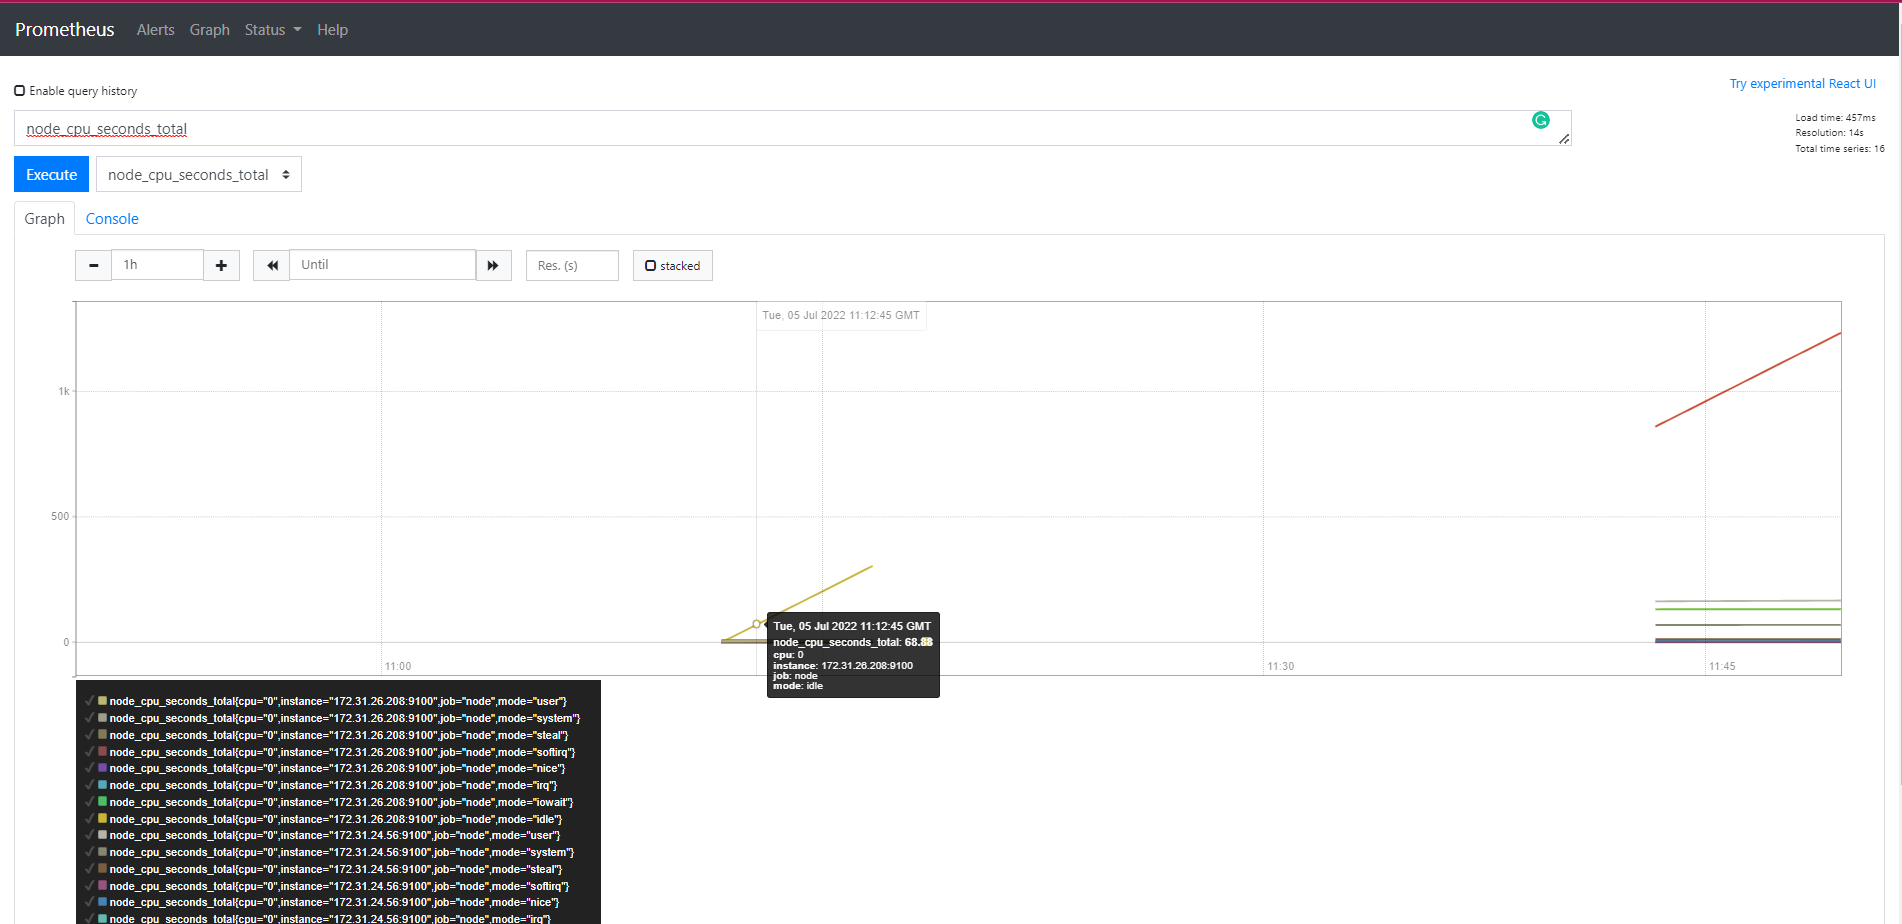 Prometheus Alerts Graph Status Help
Enable query history
Try experimental React UI
node_cpu_seconds_total
Load time: 457ms
Resolution: 14s
Total time series: 16
Execute node_cpu_seconds_total
Graph Console
1h Until Res. (s) stacked
Tue, 05 Jul 2022 11:12:45 GMT
1k
500
0
Tue, 05 Jul 2022 11:12:45 GMT
node_cpu_seconds_total: 68.88
cpu: 0
instance: 172.31.26.208:9100
job: node
mode: idle
11:00 11:30 11:45
node_cpu_seconds_total{cpu="0",instance="172.31.26.208:9100",job="node",mode="user"}
node_cpu_seconds_total{cpu="0",instance="172.31.26.208:9100",job="node",mode="system"}
node_cpu_seconds_total{cpu="0",instance="172.31.26.208:9100",job="node",mode="steal"}
node_cpu_seconds_total{cpu="0",instance="172.31.26.208:9100",job="node",mode="softirq"}
node_cpu_seconds_total{cpu="0",instance="172.31.26.208:9100",job="node",mode="nice"}
node_cpu_seconds_total{cpu="0",instance="172.31.26.208:9100",job="node",mode="irq"}
node_cpu_seconds_total{cpu="0",instance="172.31.26.208:9100",job="node",mode="iowait"}
node_cpu_seconds_total{cpu="0",instance="172.31.26.208:9100",job="node",mode="idle"}
node_cpu_seconds_total{cpu="0",instance="172.31.24.56:9100",job="node",mode="user"}
node_cpu_seconds_total{cpu="0",instance="172.31.24.56:9100",job="node",mode="system"}
node_cpu_seconds_total{cpu="0",instance="172.31.24.56:9100",job="node",mode="steal"}
node_cpu_seconds_total{cpu="0",instance="172.31.24.56:9100",job="node",mode="softirq"}
node_cpu_seconds_total{cpu="0",instance="172.31.24.56:9100",job="node",mode="nice"}
node_cpu_seconds_total{cpu="0",instance="172.31.24.56:9100",job="node",mode="irq"}